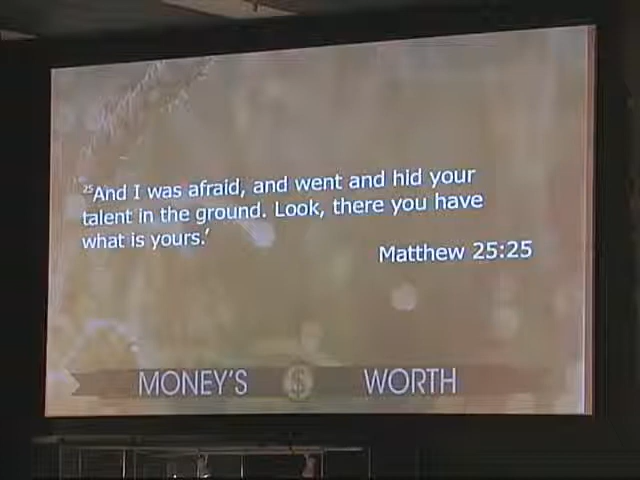 ²⁵And I was afraid, and went and hid your
talent in the ground. Look, there you have
what is yours.’
Matthew 25:25
MONEY'S $ WORTH